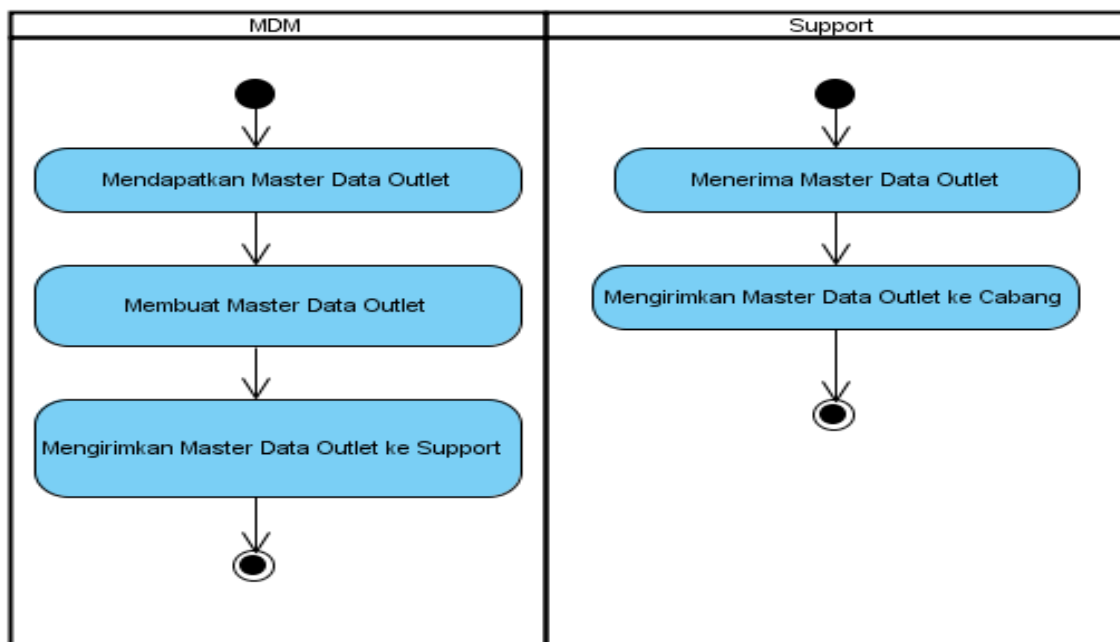 MDM
Support
Mendapatkan Master Data Outlet
Membuat Master Data Outlet
Mengirimkan Master Data Outlet ke Support
Menerima Master Data Outlet
Mengirimkan Master Data Outlet ke Cabang